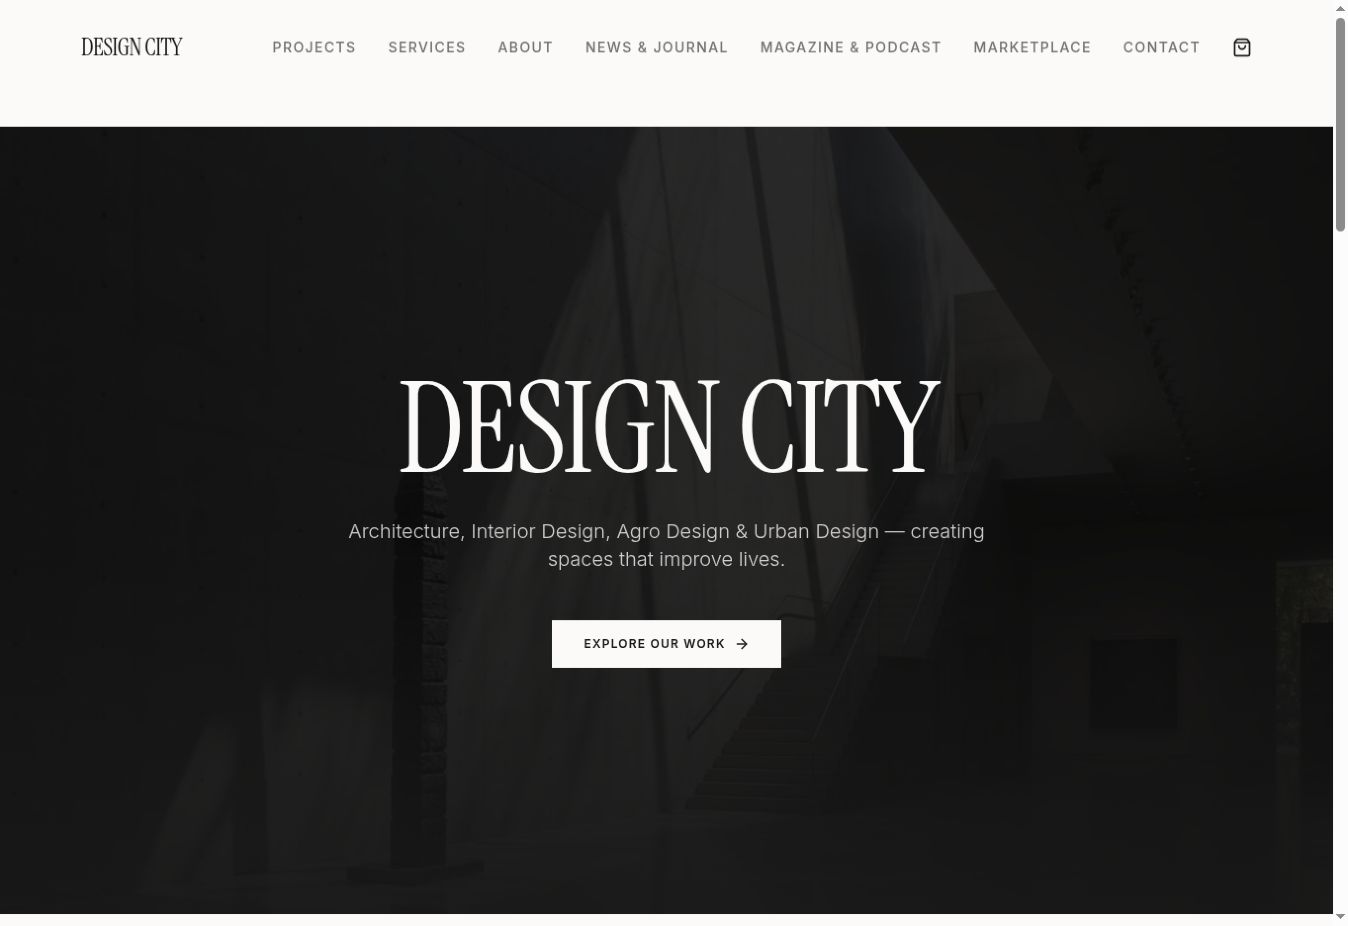 DESIGN CITY
PROJECTS
SERVICES
ABOUT
NEWS & JOURNAL
MAGAZINE & PODCAST
MARKETPLACE
CONTACT
DESIGN CITY
Architecture, Interior Design, Agro Design & Urban Design — creating
spaces that improve lives.
EXPLORE OUR WORK